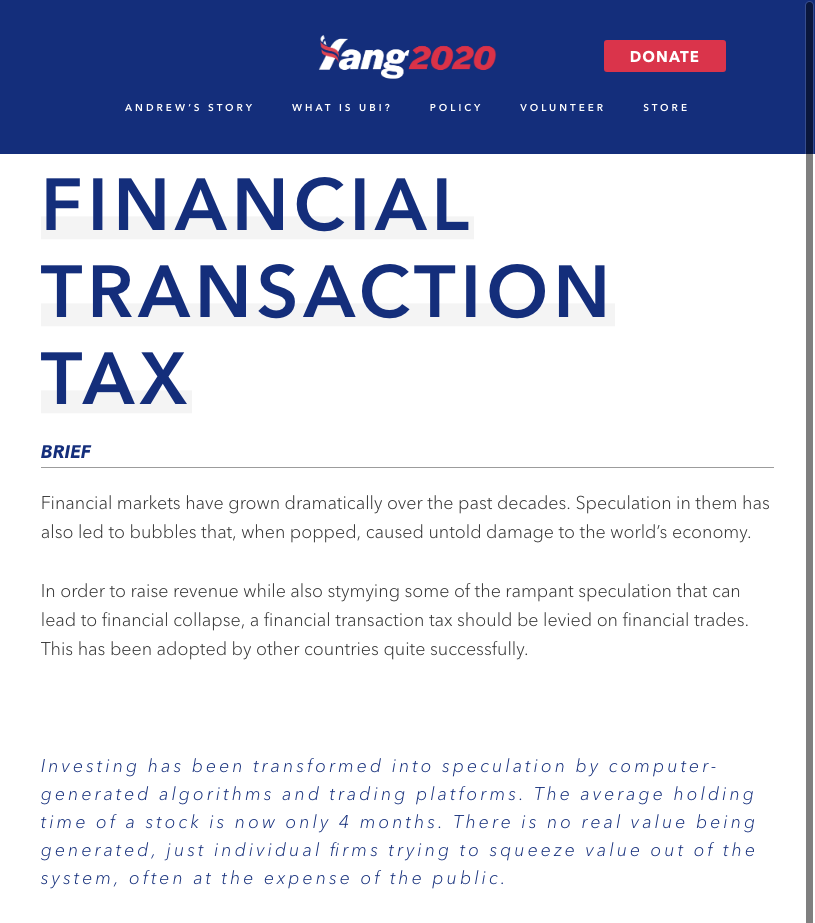 Yang2020
DONATE
ANDREW'S STORY WHAT IS UBI? POLICY VOLUNTEER STORE
FINANCIAL
TRANSACTION
TAX
BRIEF
Financial markets have grown dramatically over the past decades. Speculation in them has
also led to bubbles that, when popped, caused untold damage to the world's economy.
In order to raise revenue while also stymying some of the rampant speculation that can
lead to financial collapse, a financial transaction tax should be levied on financial trades.
This has been adopted by other countries quite successfully.
Investing has been transformed into speculation by computer-
generated algorithms and trading platforms. The average holding
time of a stock is now only 4 months. There is no real value being
generated, just individual firms trying to squeeze value out of the
system, often at the expense of the public.